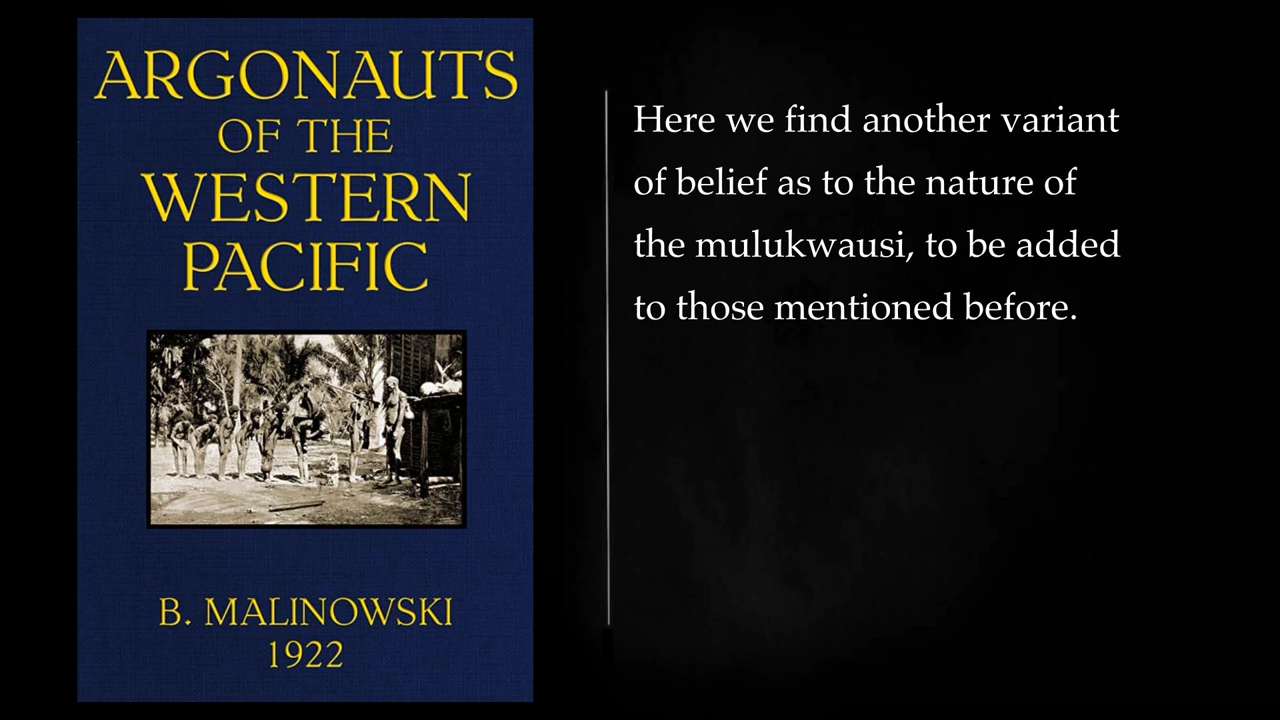 ARGONAUTS
OF THE
WESTERN
PACIFIC
B. MALINOWSKI
1922
Here we find another variant
of belief as to the nature of
the mulukwausi, to be added
to those mentioned before.